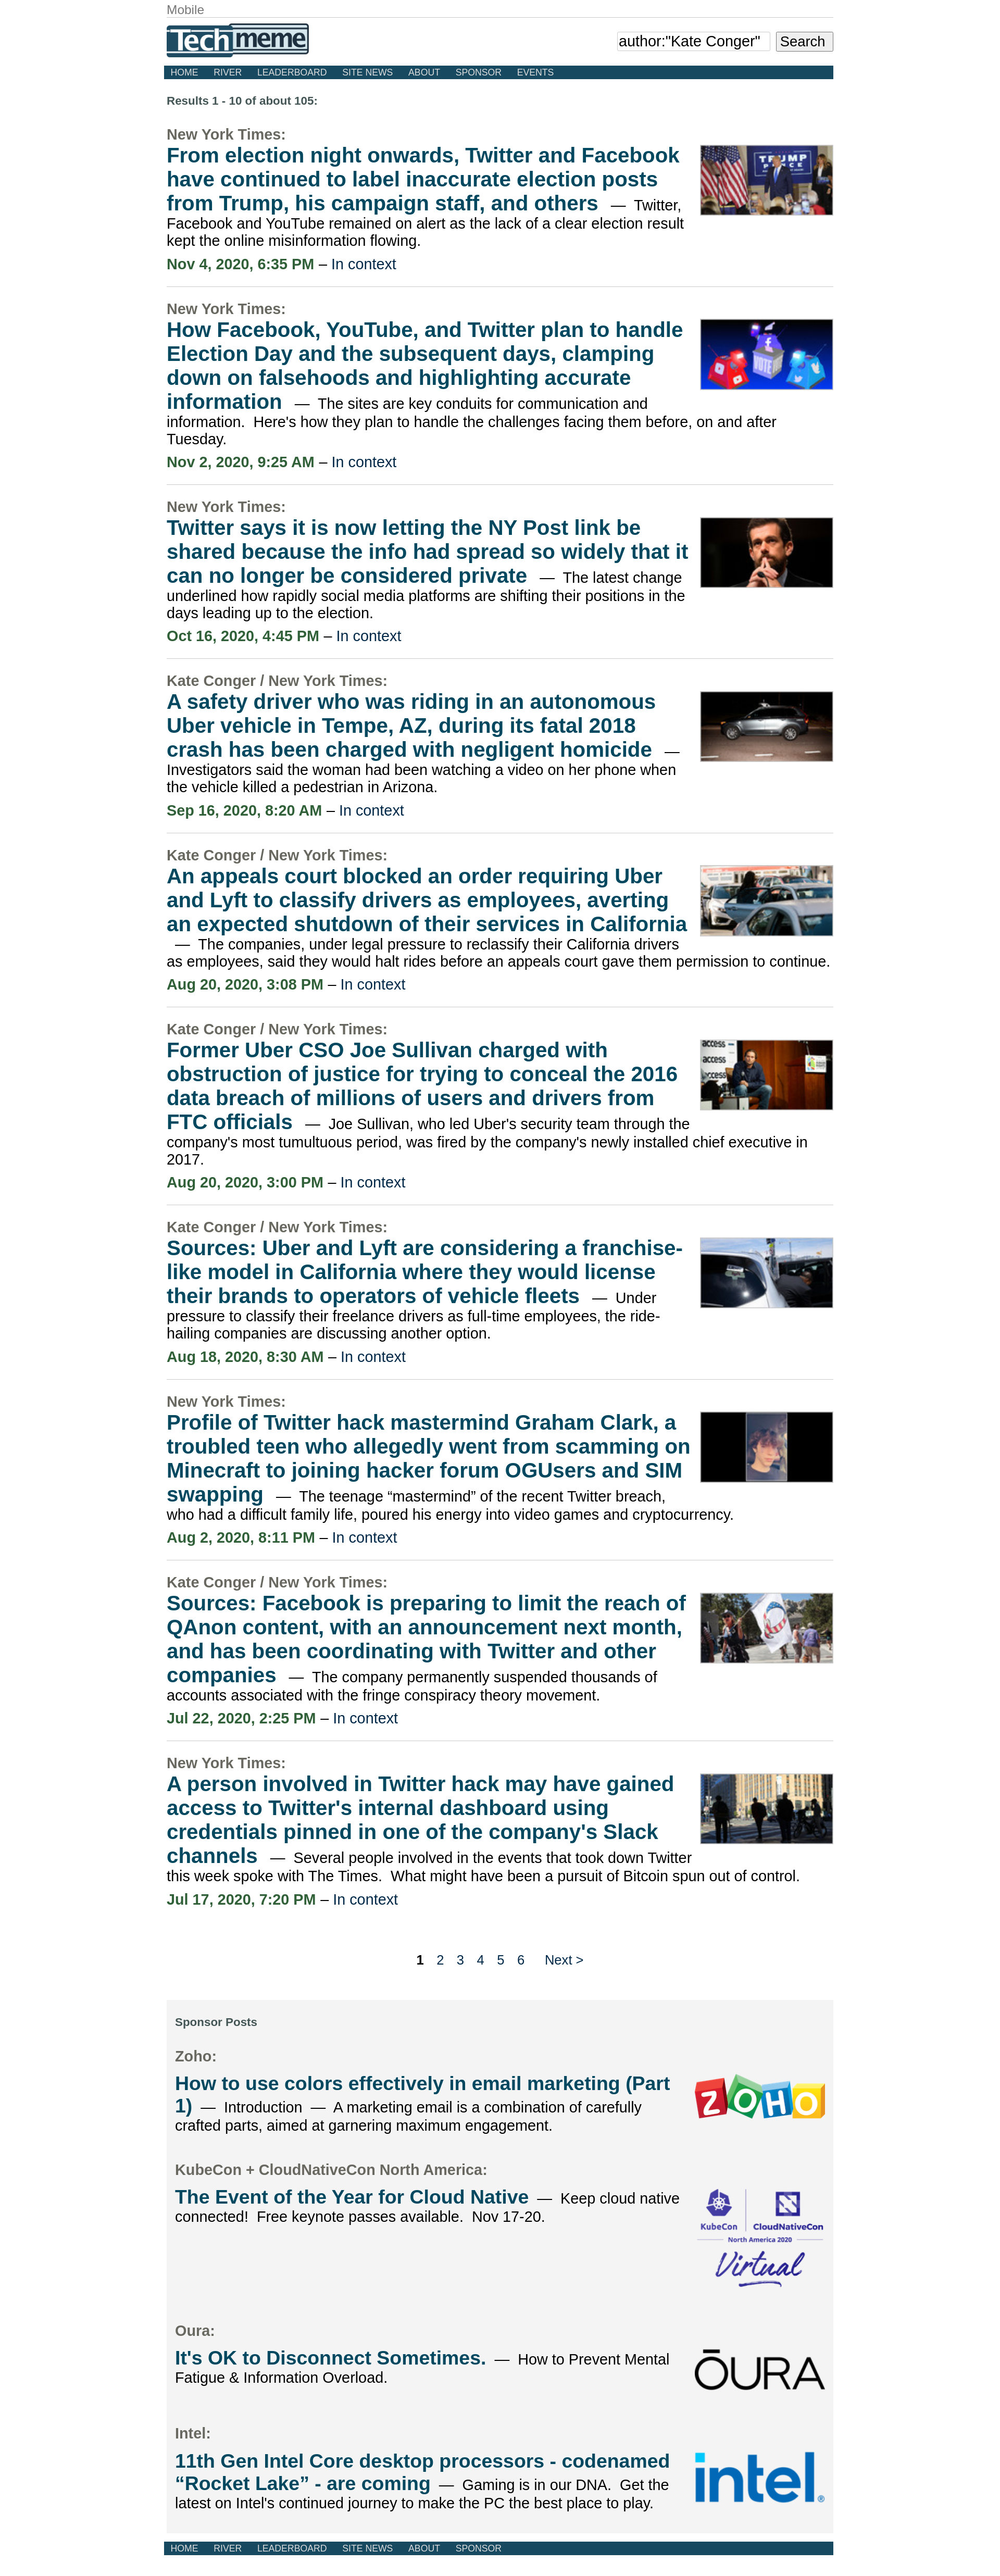 Mobile
Techmeme
author:"Kate Conger" Search
HOME RIVER LEADERBOARD SITE NEWS ABOUT SPONSOR EVENTS
Results 1 - 10 of about 105:
New York Times:
From election night onwards, Twitter and Facebook
have continued to label inaccurate election posts
from Trump, his campaign staff, and others — Twitter,
Facebook and YouTube remained on alert as the lack of a clear election result
kept the online misinformation flowing.
Nov 4, 2020, 6:35 PM – In context
TRUMP
PENCE
New York Times:
How Facebook, YouTube, and Twitter plan to handle
Election Day and the subsequent days, clamping
down on falsehoods and highlighting accurate
information — The sites are key conduits for communication and
information. Here's how they plan to handle the challenges facing them before, on and after
Tuesday.
Nov 2, 2020, 9:25 AM – In context
VOTE
New York Times:
Twitter says it is now letting the NY Post link be
shared because the info had spread so widely that it
can no longer be considered private — The latest change
underlined how rapidly social media platforms are shifting their positions in the
days leading up to the election.
Oct 16, 2020, 4:45 PM – In context
Kate Conger / New York Times:
A safety driver who was riding in an autonomous
Uber vehicle in Tempe, AZ, during its fatal 2018
crash has been charged with negligent homicide —
Investigators said the woman had been watching a video on her phone when
the vehicle killed a pedestrian in Arizona.
Sep 16, 2020, 8:20 AM – In context
Kate Conger / New York Times:
An appeals court blocked an order requiring Uber
and Lyft to classify drivers as employees, averting
an expected shutdown of their services in California
— The companies, under legal pressure to reclassify their California drivers
as employees, said they would halt rides before an appeals court gave them permission to continue.
Aug 20, 2020, 3:08 PM – In context
Kate Conger / New York Times:
Former Uber CSO Joe Sullivan charged with
obstruction of justice for trying to conceal the 2016
data breach of millions of users and drivers from
FTC officials — Joe Sullivan, who led Uber's security team through the
company's most tumultuous period, was fired by the company's newly installed chief executive in
2017.
Aug 20, 2020, 3:00 PM – In context
access
access
Kate Conger / New York Times:
Sources: Uber and Lyft are considering a franchise-
like model in California where they would license
their brands to operators of vehicle fleets — Under
pressure to classify their freelance drivers as full-time employees, the ride-
hailing companies are discussing another option.
Aug 18, 2020, 8:30 AM – In context
New York Times:
Profile of Twitter hack mastermind Graham Clark, a
troubled teen who allegedly went from scamming on
Minecraft to joining hacker forum OGUsers and SIM
swapping — The teenage “mastermind” of the recent Twitter breach,
who had a difficult family life, poured his energy into video games and cryptocurrency.
Aug 2, 2020, 8:11 PM – In context
Kate Conger / New York Times:
Sources: Facebook is preparing to limit the reach of
QAnon content, with an announcement next month,
and has been coordinating with Twitter and other
companies — The company permanently suspended thousands of
accounts associated with the fringe conspiracy theory movement.
Jul 22, 2020, 2:25 PM – In context
New York Times:
A person involved in Twitter hack may have gained
access to Twitter's internal dashboard using
credentials pinned in one of the company's Slack
channels — Several people involved in the events that took down Twitter
this week spoke with The Times. What might have been a pursuit of Bitcoin spun out of control.
Jul 17, 2020, 7:20 PM – In context
1 2 3 4 5 6 Next >
Sponsor Posts
Zoho:
How to use colors effectively in email marketing (Part
1) — Introduction — A marketing email is a combination of carefully
crafted parts, aimed at garnering maximum engagement.
ZOHO
KubeCon + CloudNativeCon North America:
The Event of the Year for Cloud Native — Keep cloud native
connected! Free keynote passes available. Nov 17-20.
KubeCon CloudNativeCon
North America 2020
Virtual
Oura:
It's OK to Disconnect Sometimes. — How to Prevent Mental
Fatigue & Information Overload.
ŌURA
Intel:
11th Gen Intel Core desktop processors - codenamed
“Rocket Lake” - are coming — Gaming is in our DNA. Get the
latest on Intel's continued journey to make the PC the best place to play.
intel®
HOME RIVER LEADERBOARD SITE NEWS ABOUT SPONSOR